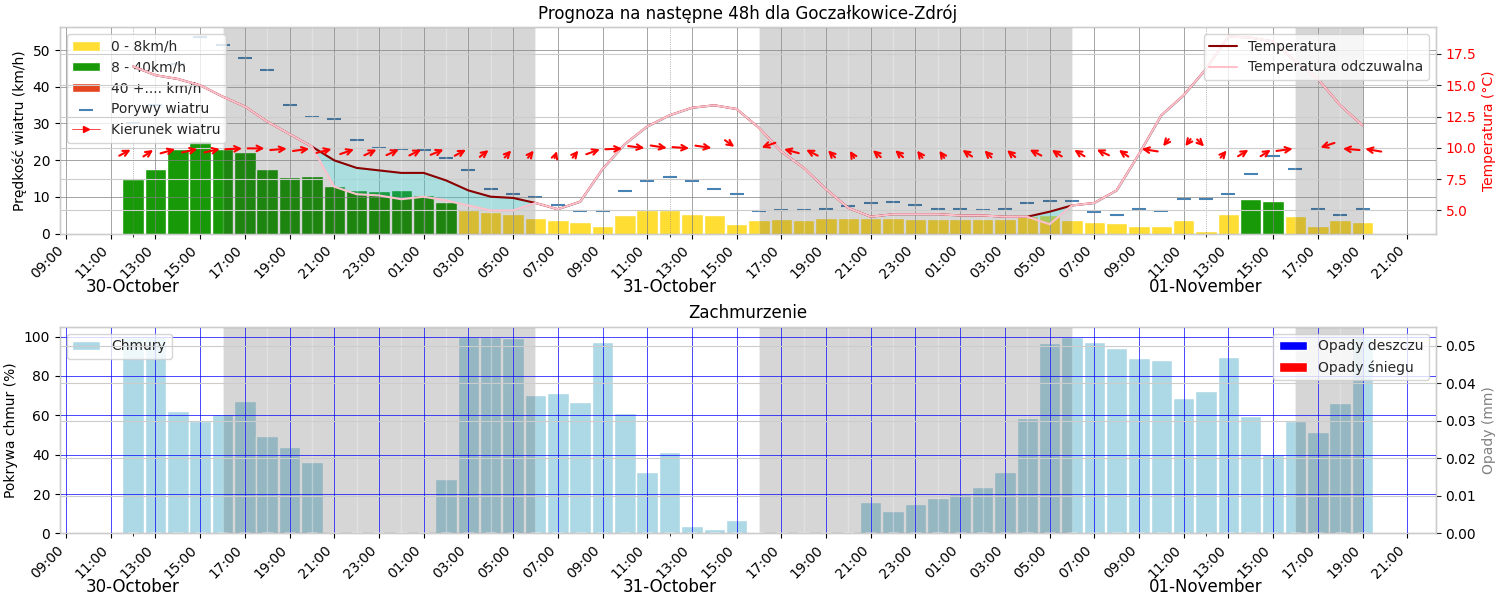 Prognoza na następne 48h dla Goczałkowice-Zdrój
Prędkość wiatru (km/h)
50
40
30
20
10
0
0 - 8km/h
8 - 40km/h
40 +.... km/h
Porywy wiatru
Kierunek wiatru
Temperatura
Temperatura odczuwalna
17.5
15.0
12.5
10.0
7.5
5.0
Temperatura (°C)
09:00 11:00 13:00 15:00 17:00 19:00 21:00 23:00 01:00 03:00 05:00 07:00 09:00 11:00 13:00 15:00 17:00 19:00 21:00 23:00 01:00 03:00 05:00 07:00 09:00 11:00 13:00 15:00 17:00 19:00 21:00
30-October 31-October 01-November
Zachmurzenie
Pokrywa chmur (%)
100
80
60
40
20
0
Chmury
Opady deszczu
Opady śniegu
0.05
0.04
0.03
0.02
0.01
0.00
Opady (mm)
09:00 11:00 13:00 15:00 17:00 19:00 21:00 23:00 01:00 03:00 05:00 07:00 09:00 11:00 13:00 15:00 17:00 19:00 21:00 23:00 01:00 03:00 05:00 07:00 09:00 11:00 13:00 15:00 17:00 19:00 21:00
30-October 31-October 01-November